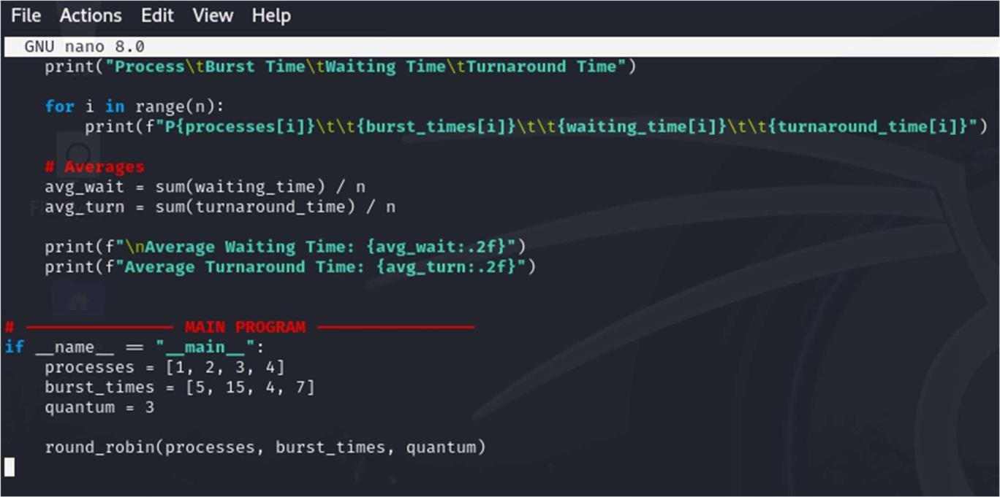 File Actions Edit View Help
GNU nano 8.0
print("Process\tBurst Time\tWaiting Time\tTurnaround Time")
for i in range(n):
print(f"P{processes[i]}\t\t{burst_times[i]}\t\t{waiting_time[i]}\t\t{turnaround_time[i]}")
# Averages
avg_wait = sum(waiting_time) / n
avg_turn = sum(turnaround_time) / n
print(f"\nAverage Waiting Time: {avg_wait:.2f}")
print(f"Average Turnaround Time: {avg_turn:.2f}")
# ─────────────── MAIN PROGRAM ───────────────
if __name__ == "__main__":
processes = [1, 2, 3, 4]
burst_times = [5, 15, 4, 7]
quantum = 3
round_robin(processes, burst_times, quantum)